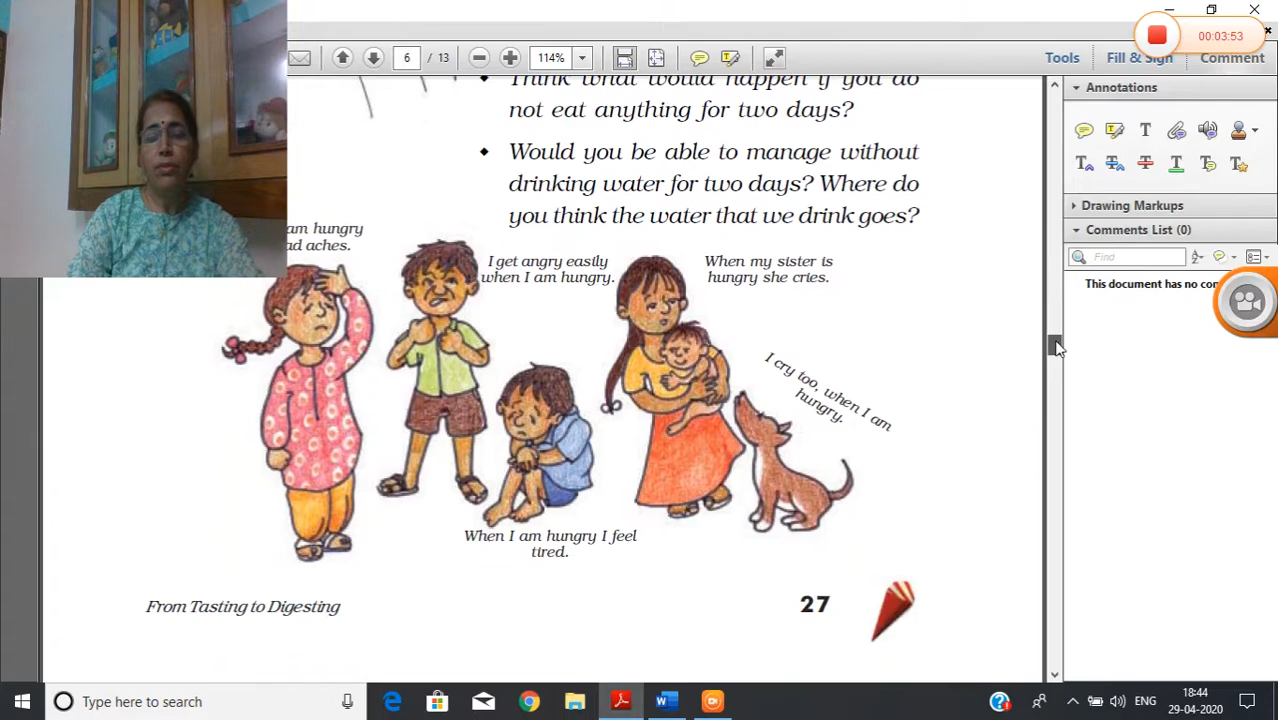 00:03:53
6 / 13
114%
Tools
Fill & Sign
Comment
Think what would happen if you do
not eat anything for two days?
Would you be able to manage without
drinking water for two days? Where do
you think the water that we drink goes?
am hungry
ad aches.
I get angry easily
when I am hungry.
When my sister is
hungry she cries.
I cry too, when I am
hungry.
When I am hungry I feel
tired.
From Tasting to Digesting
27
Annotations
Drawing Markups
Comments List (0)
Find
This document has no co
Type here to search
ENG
18:44
29-04-2020